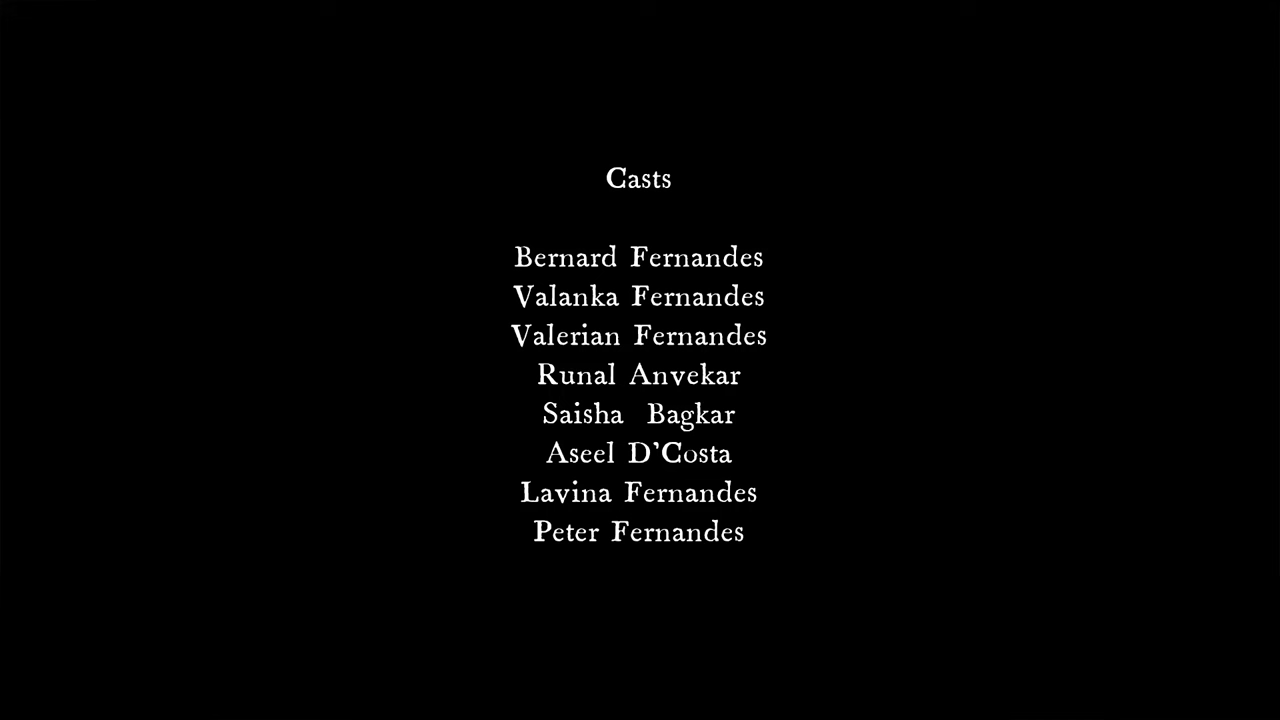 Casts
Bernard Fernandes
Valanka Fernandes
Valerian Fernandes
Runal Anvekar
Saisha  Bagkar
Aseel D'Costa
Lavina Fernandes
Peter Fernandes